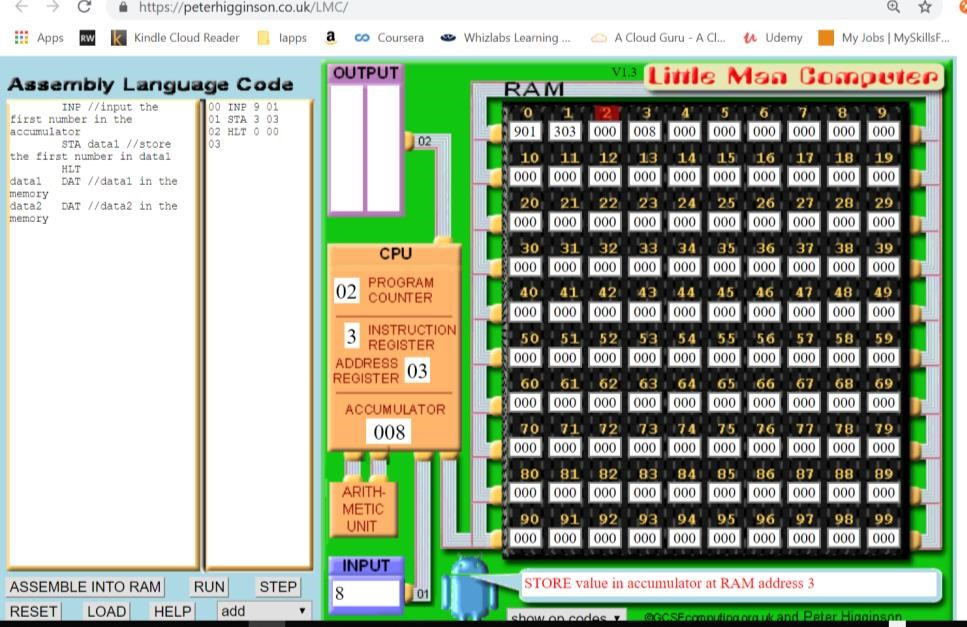 https://peterhigginson.co.uk/LMC/
Apps RW Kindle Cloud Reader lapps a Coursera Whizlabs Learning ... A Cloud Guru - A Cl... Udemy My Jobs | MySkillsF...
Assembly Language Code
INP //input the
first number in the
accumulator
STA data1 //store
the first number in data1
HLT
data1 DAT //data1 in the
memory
data2 DAT //data2 in the
memory
00 INP 9 01
01 STA 3 03
02 HLT 0 00
03
OUTPUT
02
CPU
02 PROGRAM
COUNTER
3 INSTRUCTION
REGISTER
ADDRESS
REGISTER 03
ACCUMULATOR
008
ARITH-
METIC
UNIT
INPUT
8
01
V1.3 Little Man Computer
RAM
0 1 2 3 4 5 6 7 8 9
901 303 000 008 000 000 000 000 000 000
10 11 12 13 14 15 16 17 18 19
000 000 000 000 000 000 000 000 000 000
20 21 22 23 24 25 26 27 28 29
000 000 000 000 000 000 000 000 000 000
30 31 32 33 34 35 36 37 38 39
000 000 000 000 000 000 000 000 000 000
40 41 42 43 44 45 46 47 48 49
000 000 000 000 000 000 000 000 000 000
50 51 52 53 54 55 56 57 58 59
000 000 000 000 000 000 000 000 000 000
60 61 62 63 64 65 66 67 68 69
000 000 000 000 000 000 000 000 000 000
70 71 72 73 74 75 76 77 78 79
000 000 000 000 000 000 000 000 000 000
80 81 82 83 84 85 86 87 88 89
000 000 000 000 000 000 000 000 000 000
90 91 92 93 94 95 96 97 98 99
000 000 000 000 000 000 000 000 000 000
STORE value in accumulator at RAM address 3
ASSEMBLE INTO RAM RUN STEP
RESET LOAD HELP add
show op codes ©GCSEcomputing.org.uk and Peter Higginson